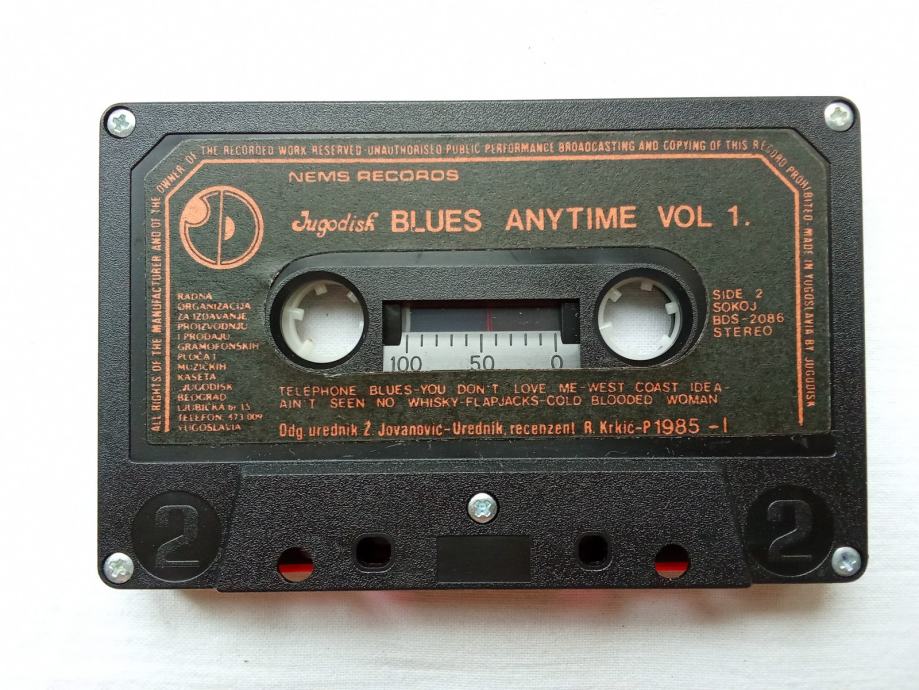 ALL RIGHTS OF THE MANUFACTURER AND OF THE OWNER OF THE RECORDED WORK RESERVED-UNAUTHORISED PUBLIC PERFORMANCE BROADCASTING AND COPYING OF THIS RECORD PROHIBITED-MADE IN YUGOSLAVIA BY JUGODISK
NEMS RECORDS
Jugodisk BLUES ANYTIME VOL 1.
RADNA
ORGANIZACIJA
ZA IZDAVANJE
PROIZVODNJU
I PRODAJU
GRAMOFONSKIH
PLOČA I
MUZIČKIH
KASETA
JUGODISK
BEOGRAD
LJUBIČKA br 15
TELEFON: 473 009
YUGOSLAVIA
SIDE 2
SOKOJ
BDS-2086
STEREO
100 50 0
TELEPHONE BLUES-YOU DON'T LOVE ME-WEST COAST IDEA-
AIN'T SEEN NO WHISKY-FLAPJACKS-COLD BLOODED WOMAN
Odg. urednik Ž. Jovanović-Urednik, recenzent R. Krkić-P 1985 -I
2 2